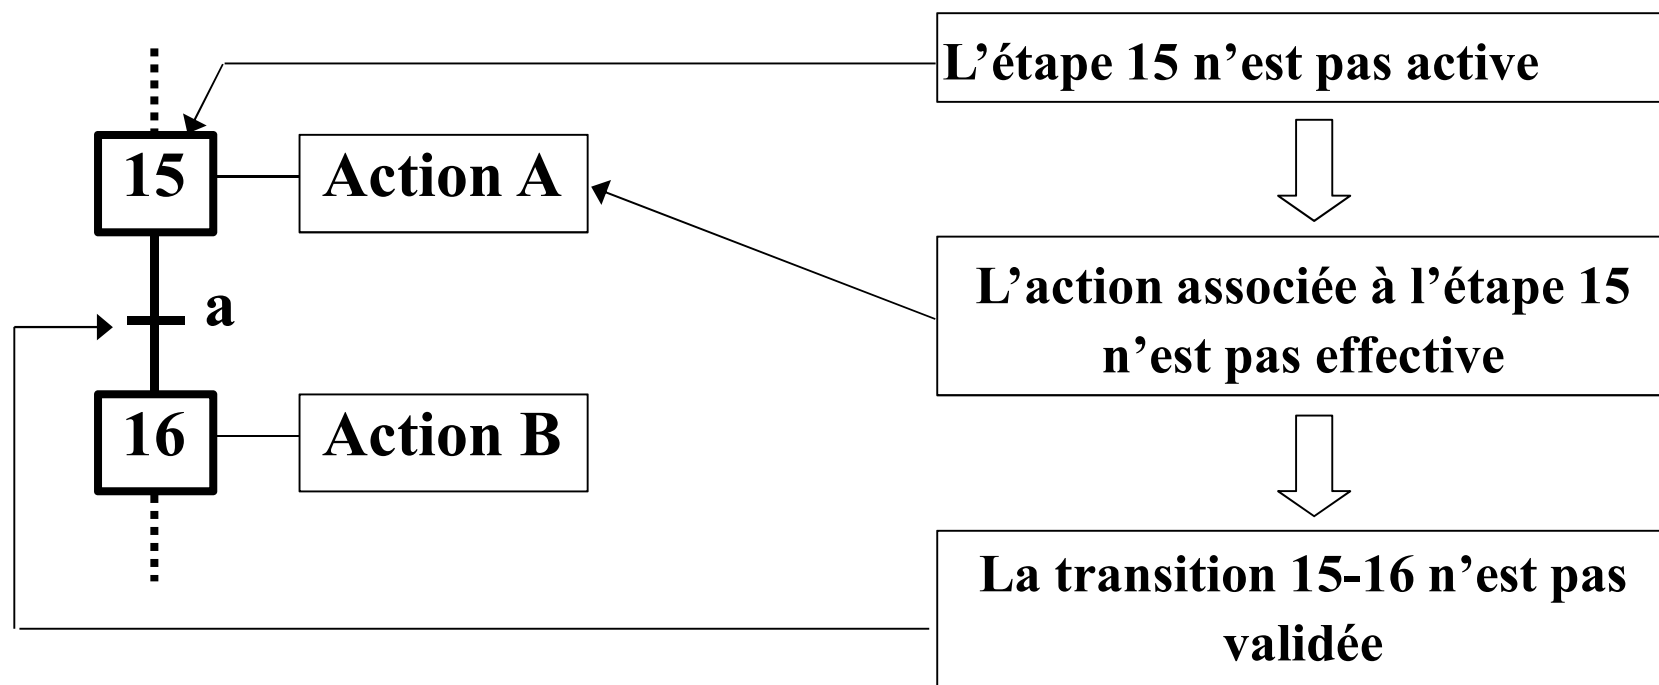 L’étape 15 n’est pas active
15
Action A
L’action associée à l’étape 15
n’est pas effective
a
16
Action B
La transition 15-16 n’est pas
validée